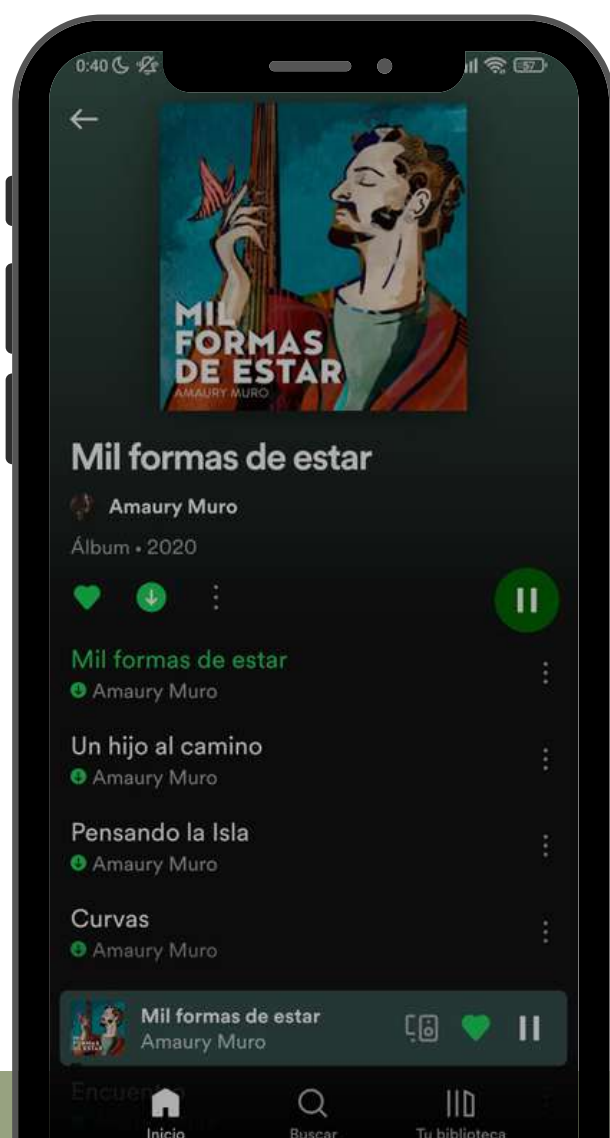 0:40
57
MIL
FORMAS
DE ESTAR
AMAURY MURO
Mil formas de estar
Amaury Muro
Álbum • 2020
Mil formas de estar
Amaury Muro
Un hijo al camino
Amaury Muro
Pensando la Isla
Amaury Muro
Curvas
Amaury Muro
Mil formas de estar
Amaury Muro
Inicio
Buscar
Tu biblioteca